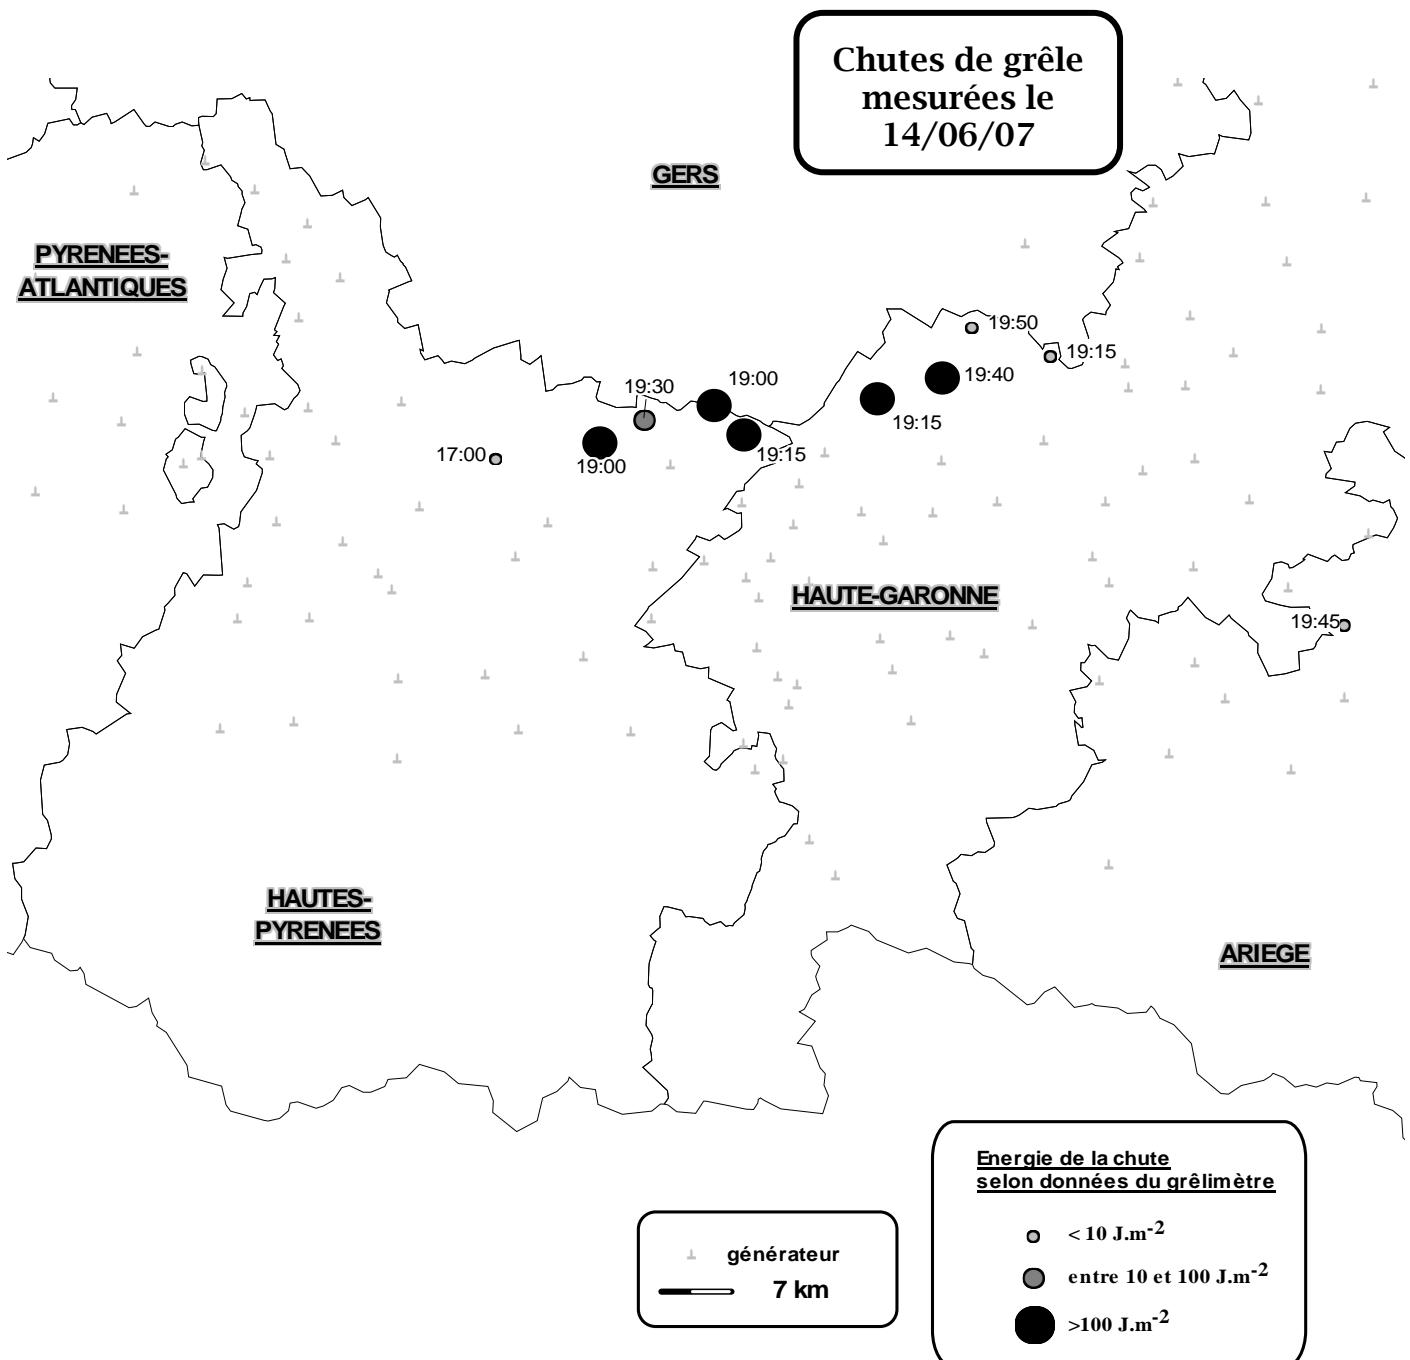 Chutes de grêle
mesurées le
14/06/07
GERS
PYRENEES-
ATLANTIQUES
19:50
19:15
19:40
19:00
19:30
19:15
17:00
19:00
19:15
HAUTE-GARONNE
19:45
HAUTES-
PYRENEES
ARIEGE
Energie de la chute
selon données du grêlimètre
< 10 J.m-2
entre 10 et 100 J.m-2
>100 J.m-2
générateur
7 km